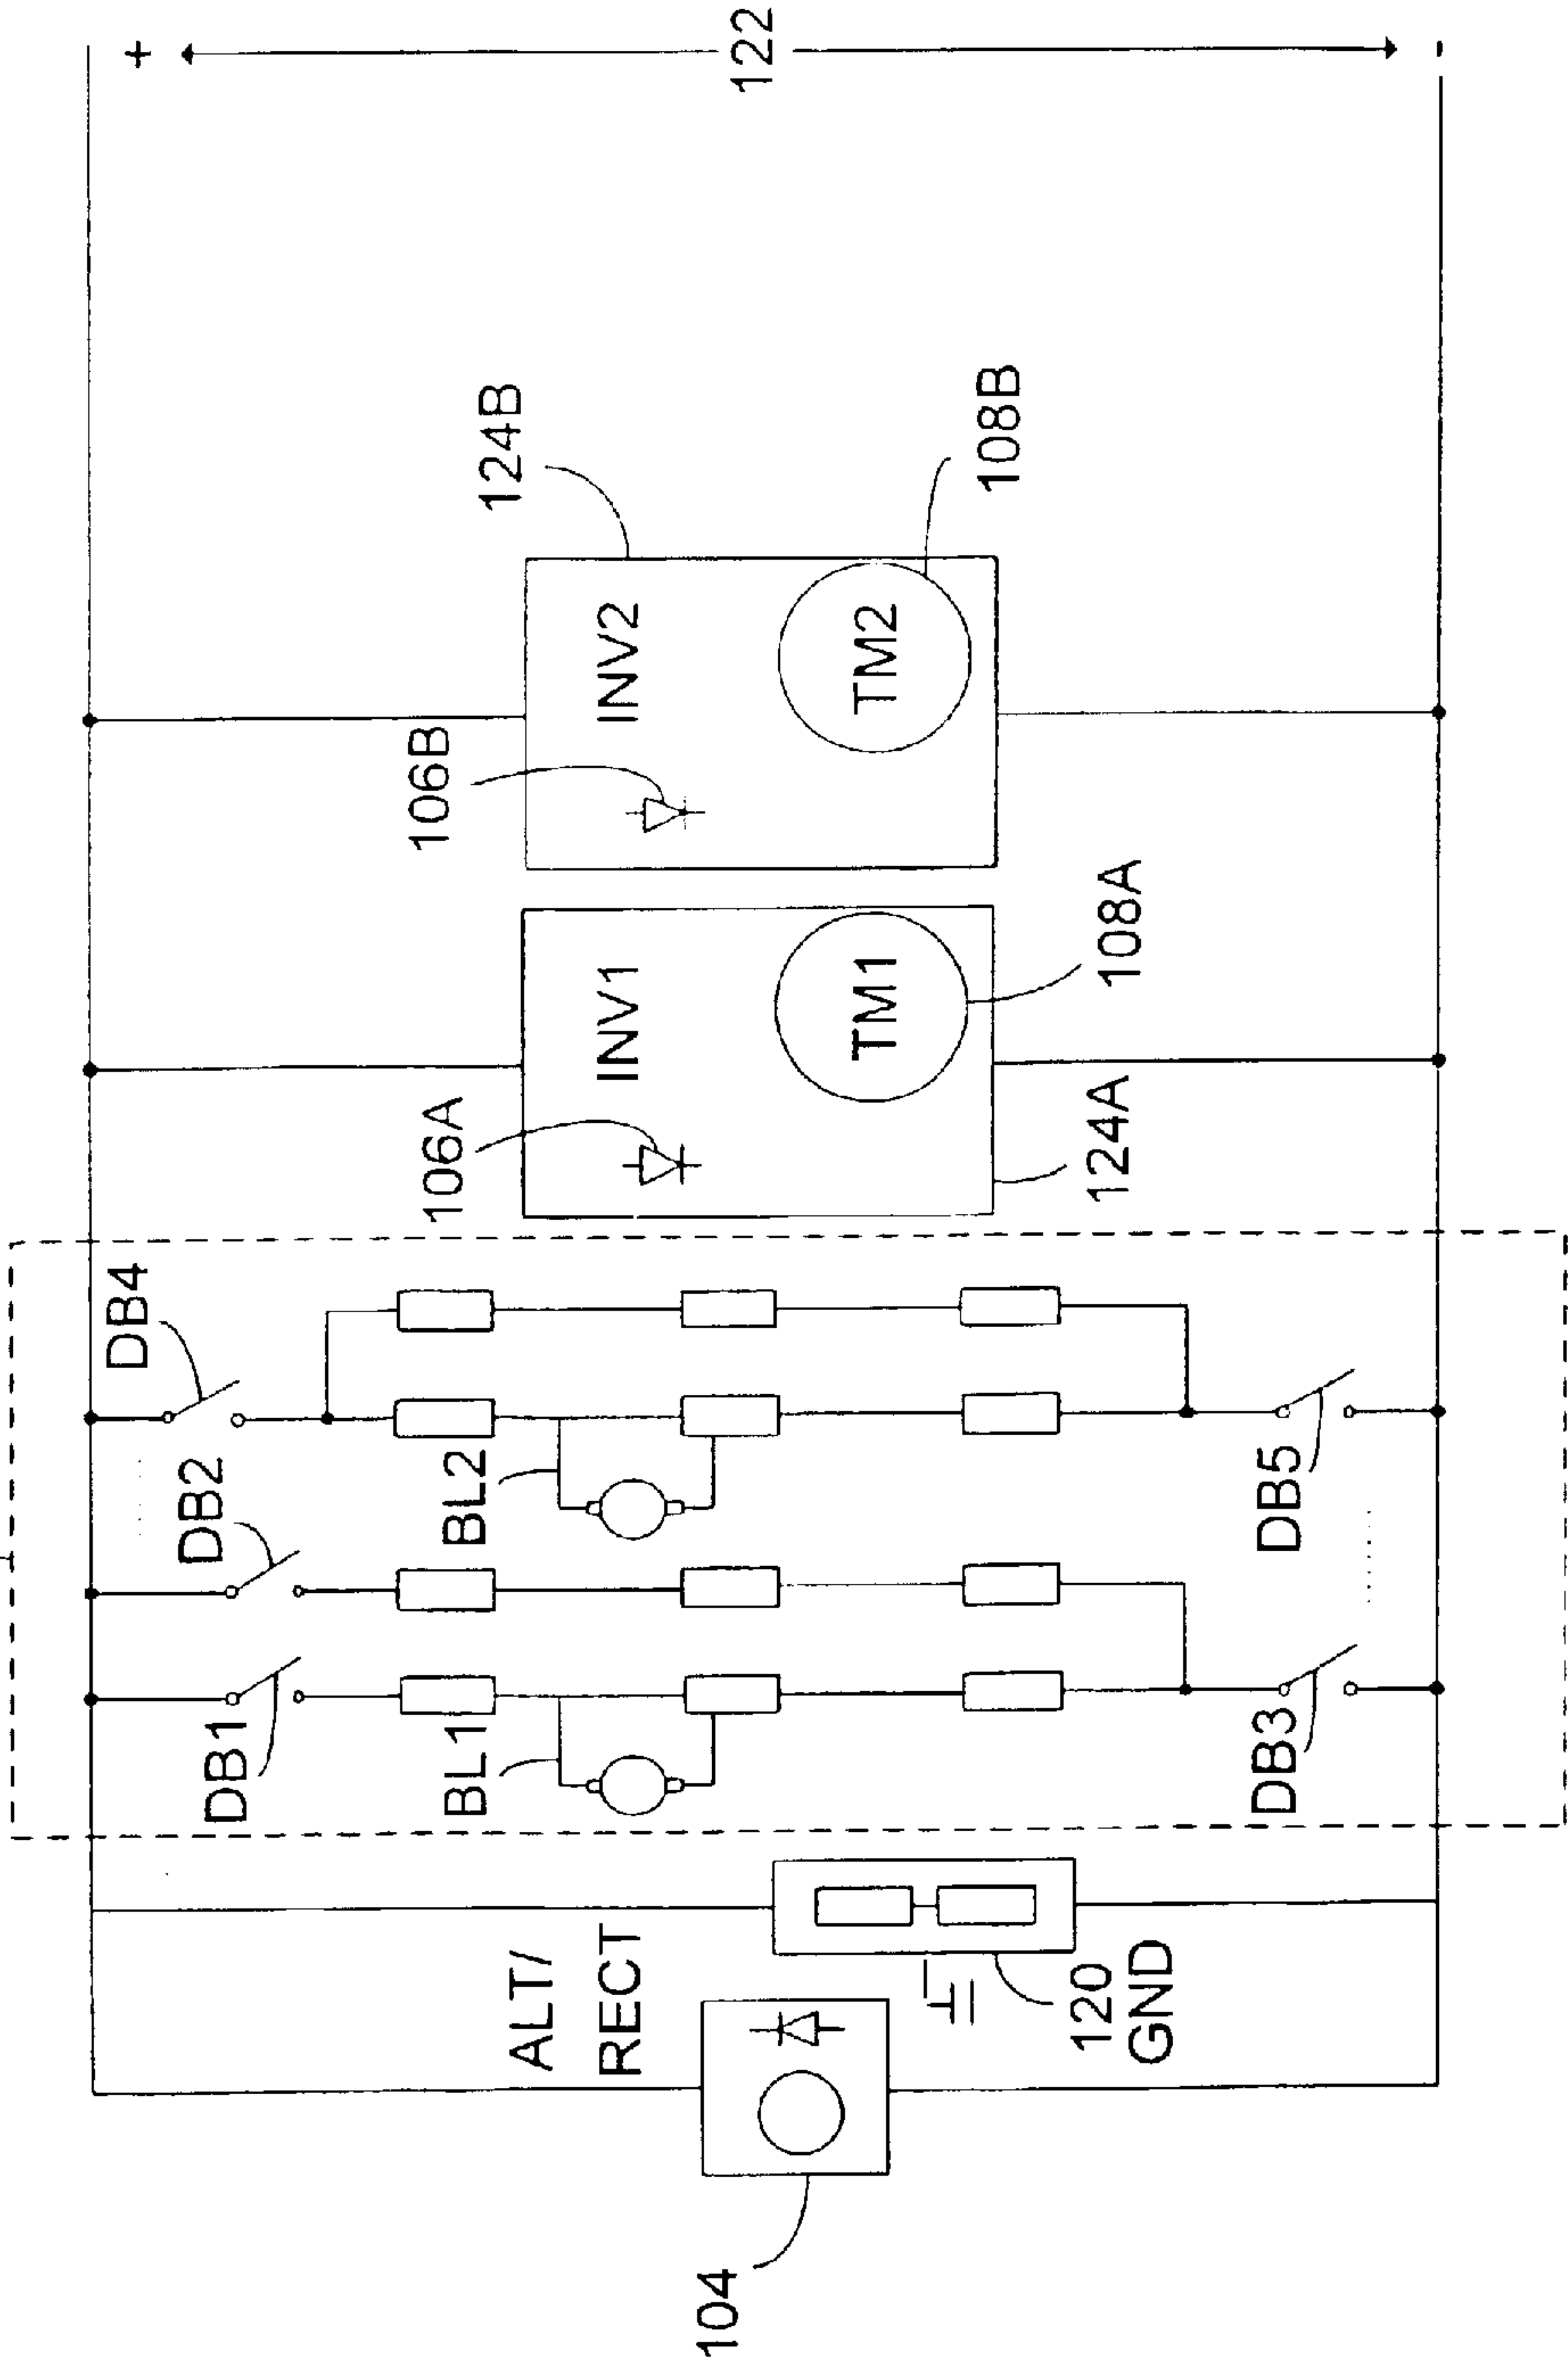 +
122
-
124B
108B
INV2
TM2
106B
INV1
TM1
108A
106A
124A
DB4
DB2
BL2
DB5
DB1
BL1
DB3
ALT/
RECT
120
GND
104